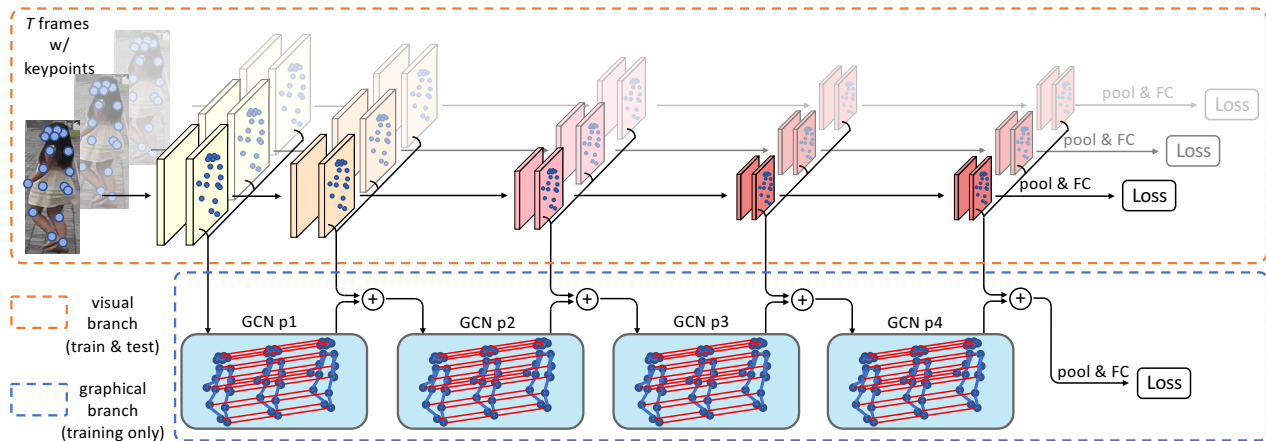 T frames
w/
keypoints
pool & FC
Loss
pool & FC
Loss
pool & FC
Loss
visual
branch
(train & test)
graphical
branch
(training only)
GCN p1
+
GCN p2
+
GCN p3
+
GCN p4
+
pool & FC
Loss